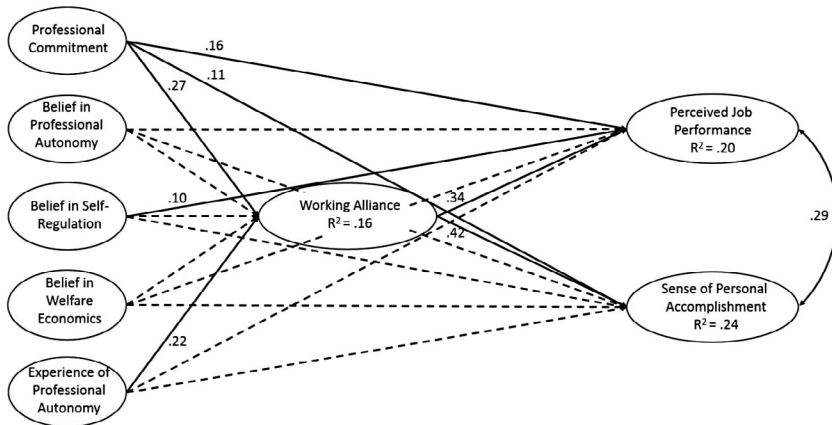 Professional
Commitment
.16
.11
.27
Belief in
Professional
Autonomy
Perceived Job
Performance
R² = .20
Belief in Self-
Regulation
.10
Working Alliance
R² = .16
.34
.42
.29
Belief in
Welfare
Economics
Sense of Personal
Accomplishment
R² = .24
.22
Experience of
Professional
Autonomy